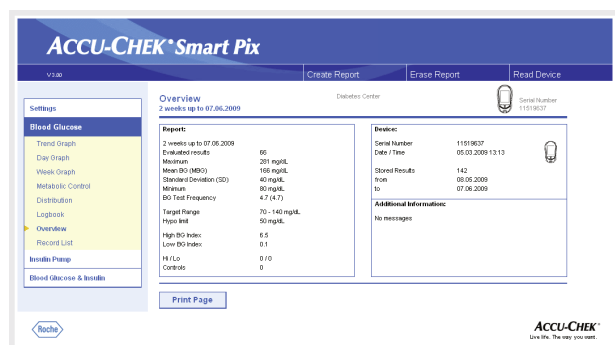 ACCU-CHEK® Smart Pix
V 3.00
Create Report
Erase Report
Read Device
Settings
Blood Glucose
Trend Graph
Day Graph
Week Graph
Metabolic Control
Distribution
Logbook
Overview
Record List
Insulin Pump
Blood Glucose & Insulin
Overview
2 weeks up to 07.06.2009
Diabetes Center
Serial Number
11519637
Report:
2 weeks up to 07.06.2009
Evaluated results 66
Maximum 281 mg/dL
Mean BG (MBG) 166 mg/dL
Standard Deviation (SD) 40 mg/dL
Minimum 80 mg/dL
BG Test Frequency 4.7 (4.7)
Target Range 70 - 140 mg/dL
Hypo limit 50 mg/dL
High BG Index 6.5
Low BG Index 0.1
Hi / Lo 0 / 0
Controls 0
Device:
Serial Number 11519637
Date / Time 05.03.2009 13:13
Stored Results 142
from 08.05.2009
to 07.06.2009
Additional Information:
No messages
Print Page
Roche
ACCU-CHEK®
Live life. The way you want.